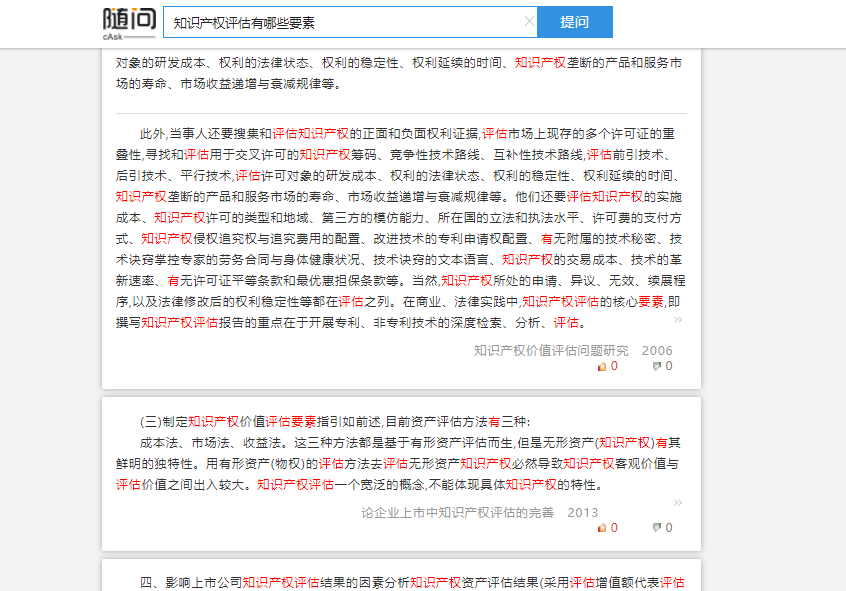 随问
cAsk
知识产权评估有哪些要素
×
提问
对象的研发成本、权利的法律状态、权利的稳定性、权利延续的时间、知识产权垄断的产品和服务市
场的寿命、市场收益递增与衰减规律等。
此外,当事人还要搜集和评估知识产权的正面和负面权利证据,评估市场上现存的多个许可证的重
叠性,寻找和评估用于交叉许可的知识产权筹码、竞争性技术路线、互补性技术路线,评估前引技术、
后引技术、平行技术,评估许可对象的研发成本、权利的法律状态、权利的稳定性、权利延续的时间、
知识产权垄断的产品和服务市场的寿命、市场收益递增与衰减规律等。他们还要评估知识产权的实施
成本、知识产权许可的类型和地域、第三方的模仿能力、所在国的立法和执法水平、许可费的支付方
式、知识产权侵权追究权与追究费用的配置、改进技术的专利申请权配置、有无附属的技术秘密、技
术诀窍掌控专家的劳务合同与身体健康状况、技术诀窍的文本语言、知识产权的交易成本、技术的革
新速率、有无许可证平等条款和最优惠担保条款等。当然,知识产权所处的申请、异议、无效、续展程
序,以及法律修改后的权利稳定性等都在评估之列。在商业、法律实践中,知识产权评估的核心要素,即
撰写知识产权评估报告的重点在于开展专利、非专利技术的深度检索、分析、评估。
»
知识产权价值评估问题研究 2006
0 0
(三)制定知识产权价值评估要素指引如前述,目前资产评估方法有三种:
成本法、市场法、收益法。这三种方法都是基于有形资产评估而生,但是无形资产(知识产权)有其
鲜明的独特性。用有形资产(物权)的评估方法去评估无形资产知识产权必然导致知识产权客观价值与
评估价值之间出入较大。知识产权评估一个宽泛的概念,不能体现具体知识产权的特性。
»
论企业上市中知识产权评估的完善 2013
0 0
四、影响上市公司知识产权评估结果的因素分析知识产权资产评估结果(采用评估增值额代表评估